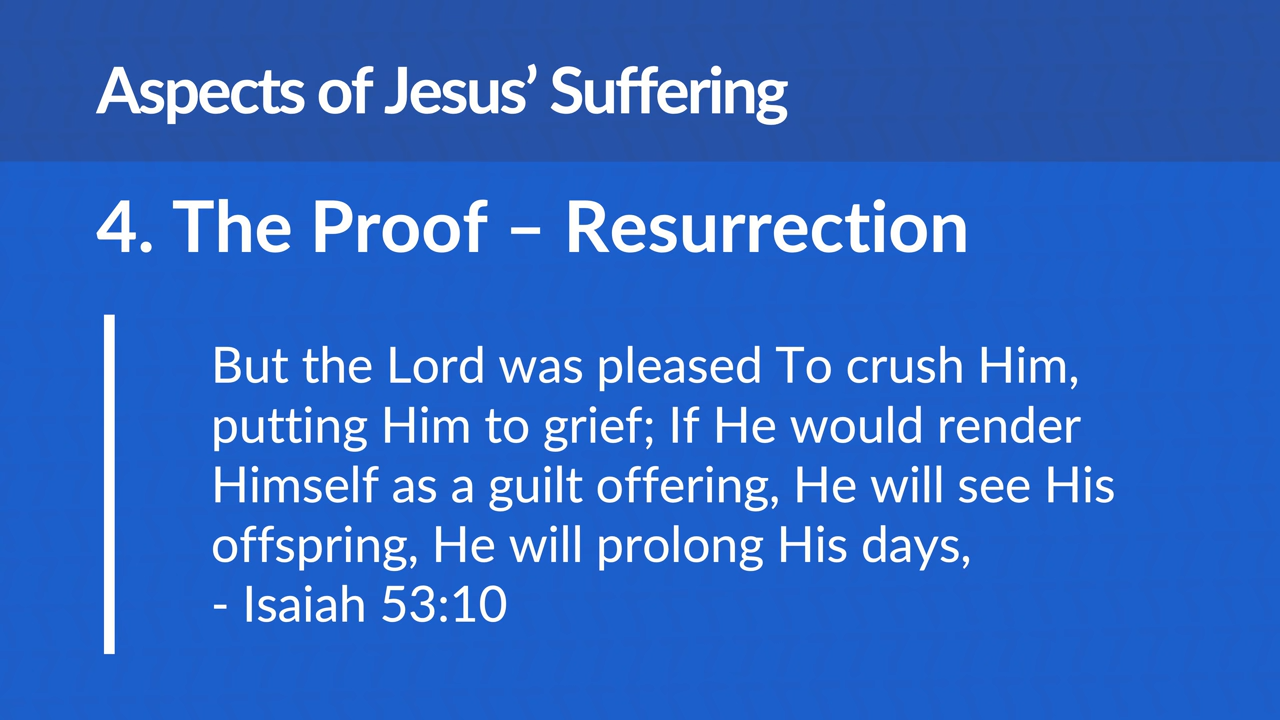 Aspects of Jesus’ Suffering
4. The Proof – Resurrection
But the Lord was pleased To crush Him,
putting Him to grief; If He would render
Himself as a guilt offering, He will see His
offspring, He will prolong His days,
- Isaiah 53:10